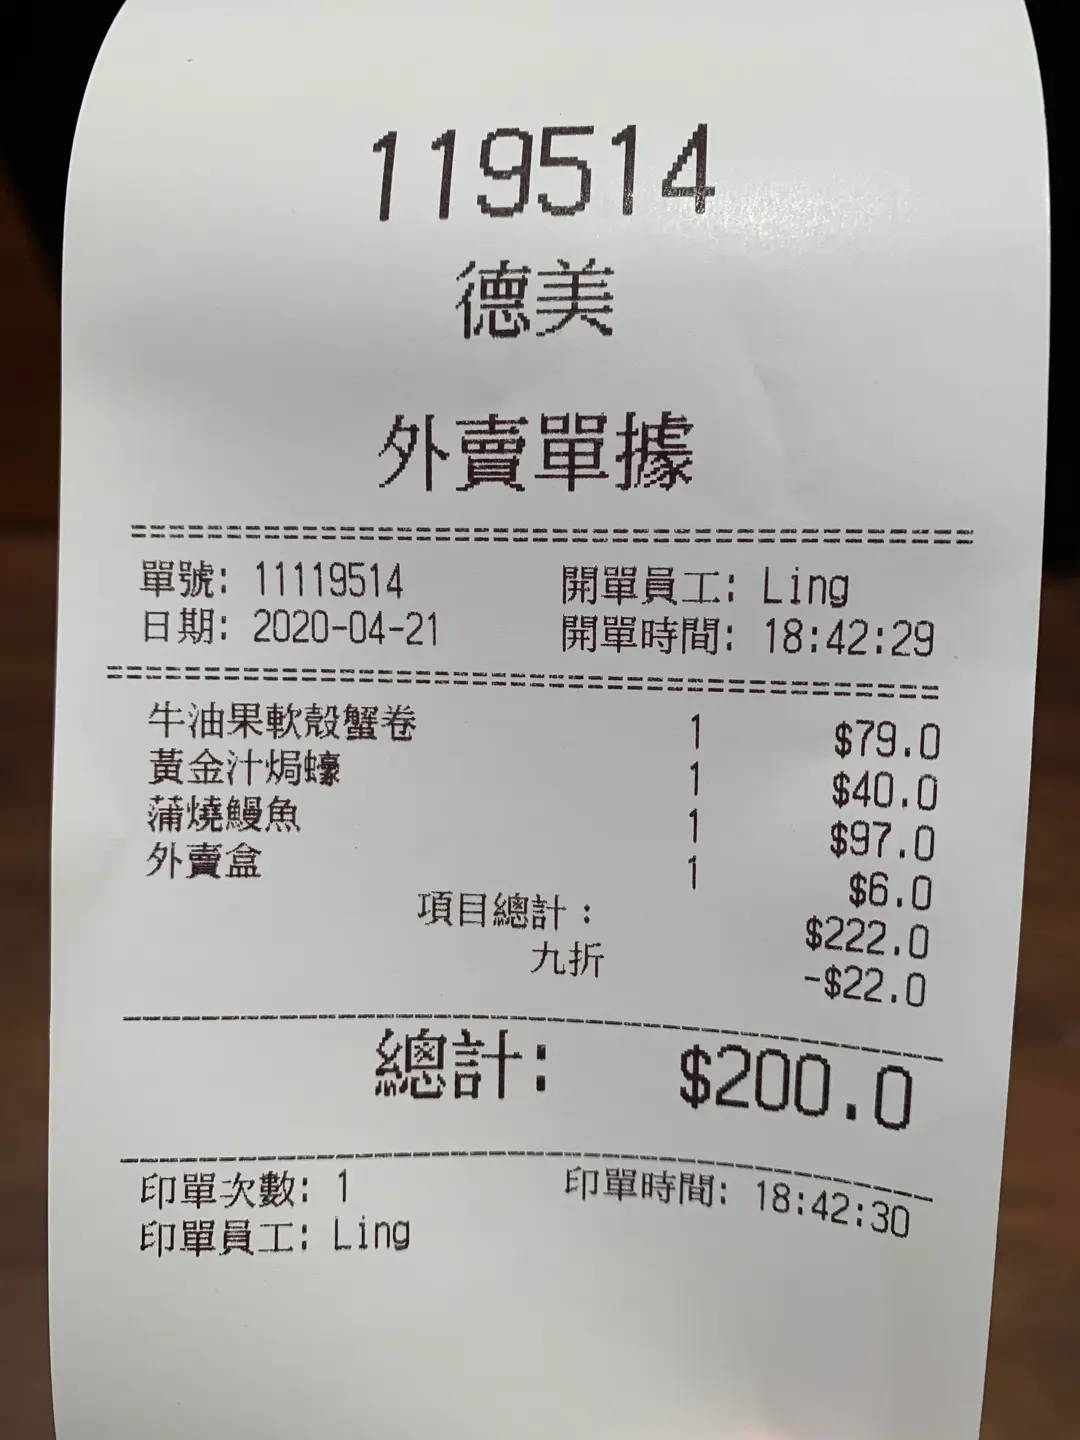 119514
德美
外賣單據
單號: 11119514 開單員工: Ling
日期: 2020-04-21 開單時間: 18:42:29
牛油果軟殼蟹卷 1 $79.0
黃金汁焗蠔 1 $40.0
蒲燒鰻魚 1 $97.0
外賣盒 1 $6.0
項目總計: $222.0
九折 -$22.0
總計: $200.0
印單次數: 1 印單時間: 18:42:30
印單員工: Ling